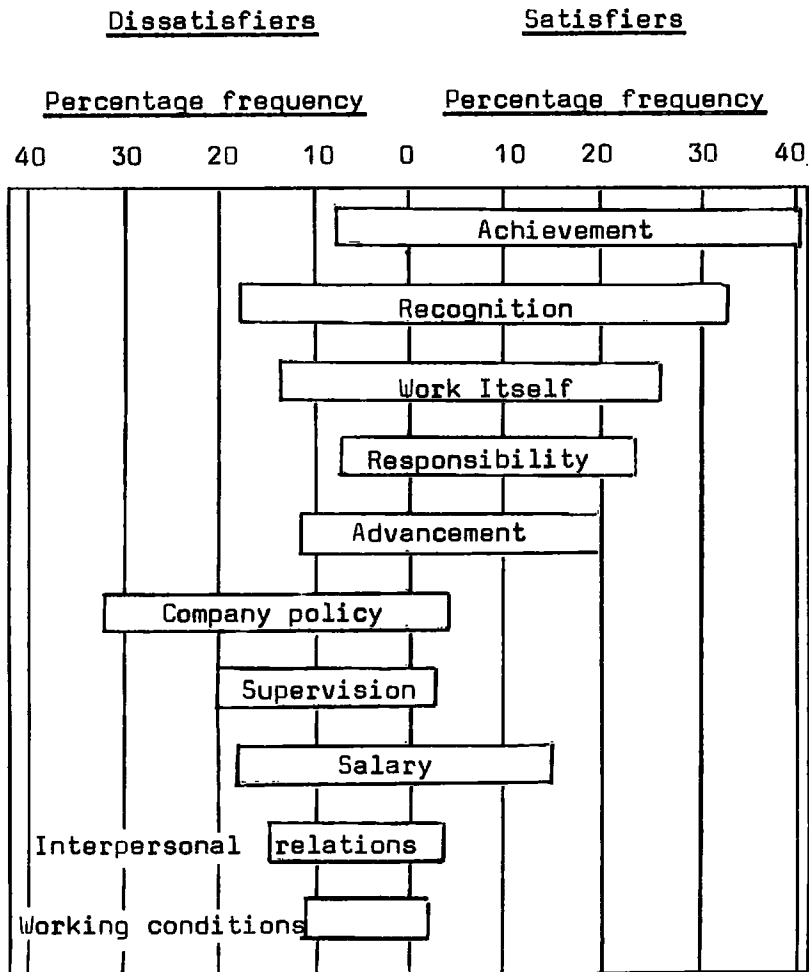 Dissatisfiers Satisfiers
Percentage frequency Percentage frequency
40 30 20 10 0 10 20 30 40
Achievement
Recognition
Work Itself
Responsibility
Advancement
Company policy
Supervision
Salary
Interpersonal relations
Working conditions